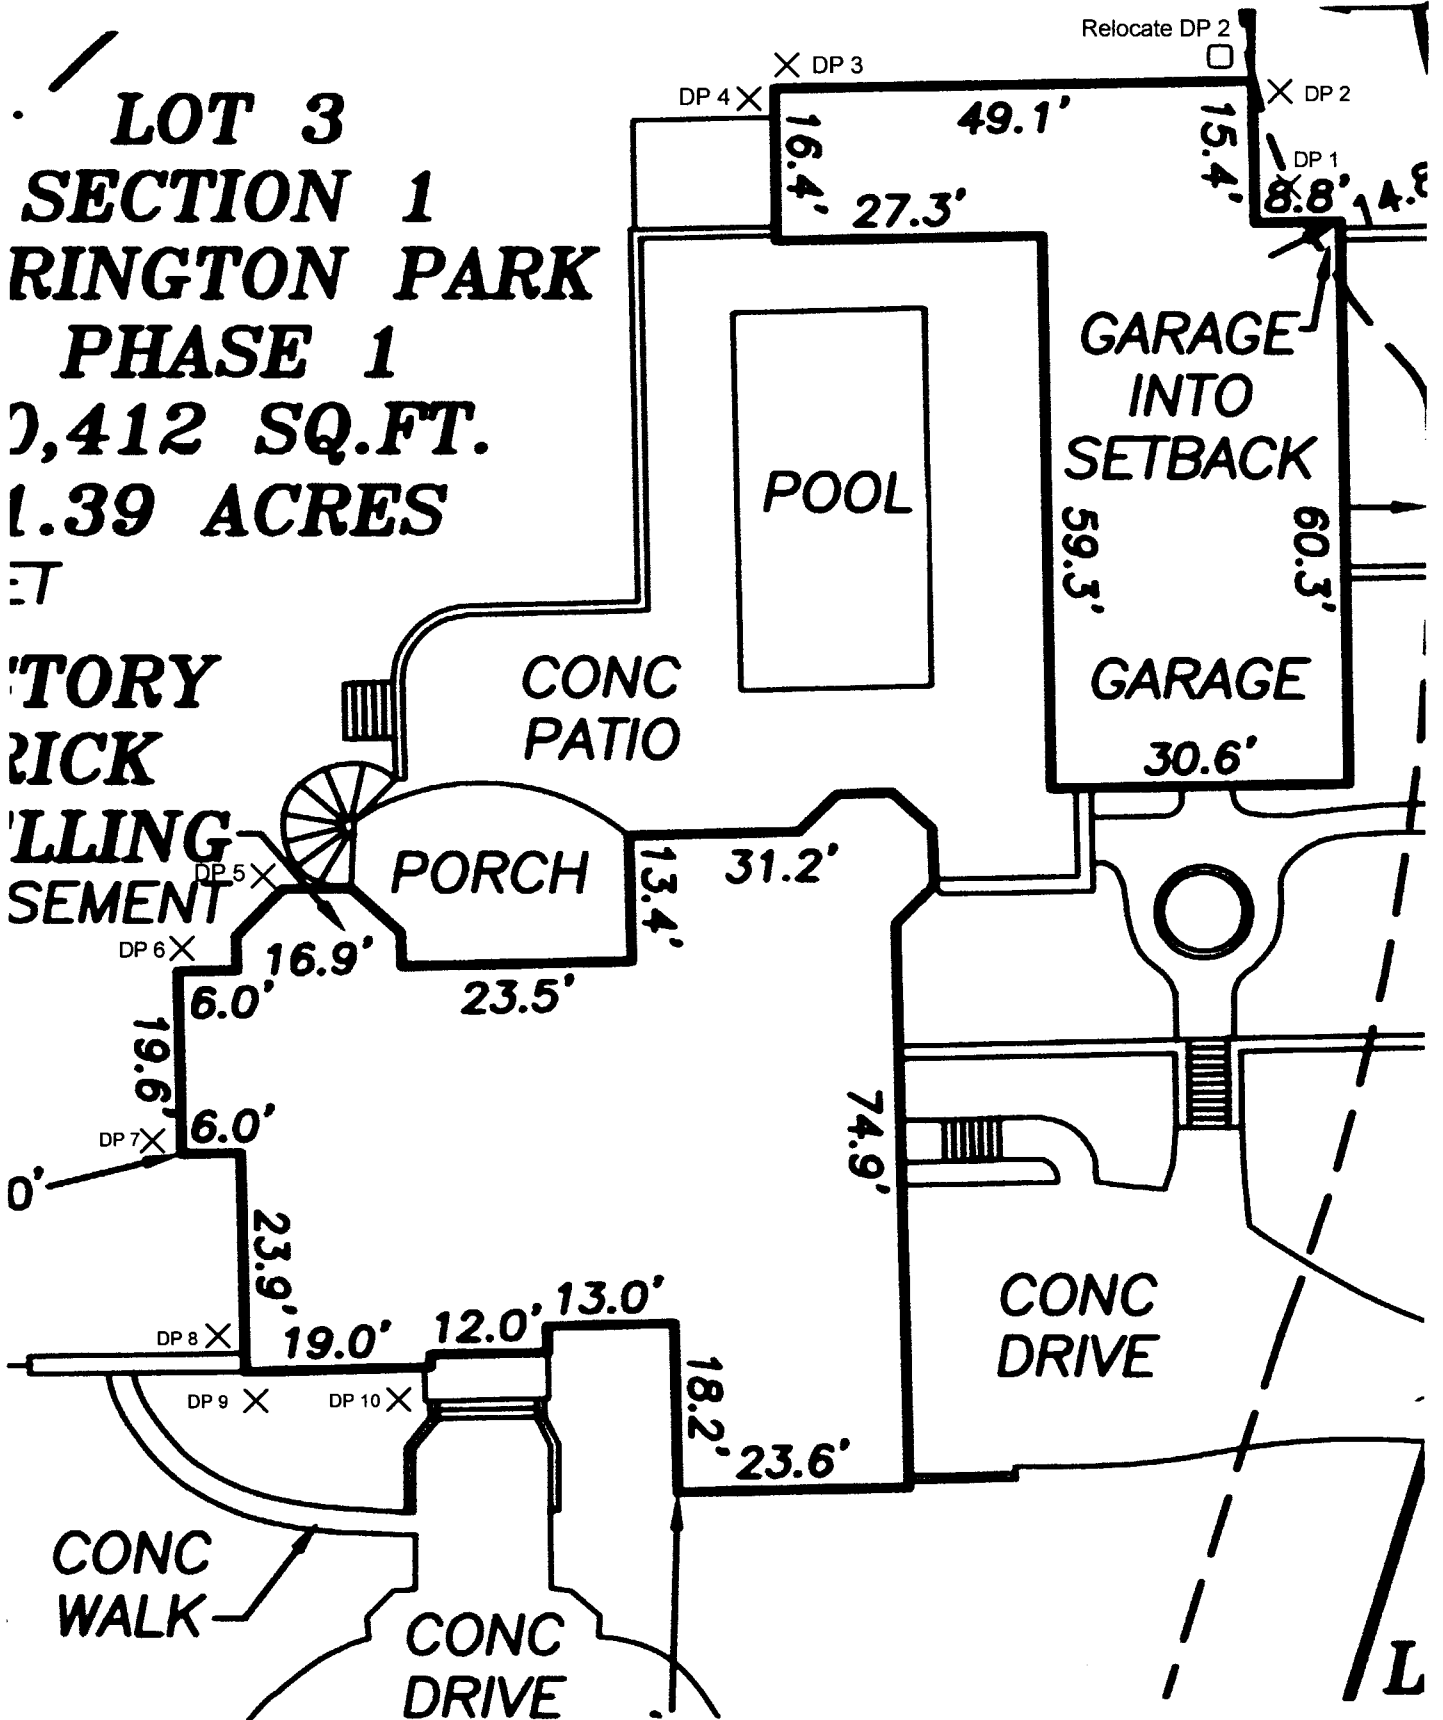 Relocate DP 2
DP 3
DP 4
DP 2
LOT 3
49.1'
16.4'
15.4'
DP 1
SECTION 1
27.3'
8.8'
RINGTON PARK
GARAGE
INTO
SETBACK
PHASE 1
,412 SQ.FT.
1.39 ACRES
POOL
59.3'
60.3'
CONC
PATIO
GARAGE
30.6'
TORY
RICK
LLING
SEMENT
DP 5
PORCH
13.4'
31.2'
DP 6
16.9'
6.0'
23.5'
19.6'
6.0'
DP 7
0'
74.9'
23.9'
13.0'
12.0'
DP 8
19.0'
CONC
DRIVE
DP 9
DP 10
18.2'
23.6'
CONC
WALK
CONC
DRIVE
L